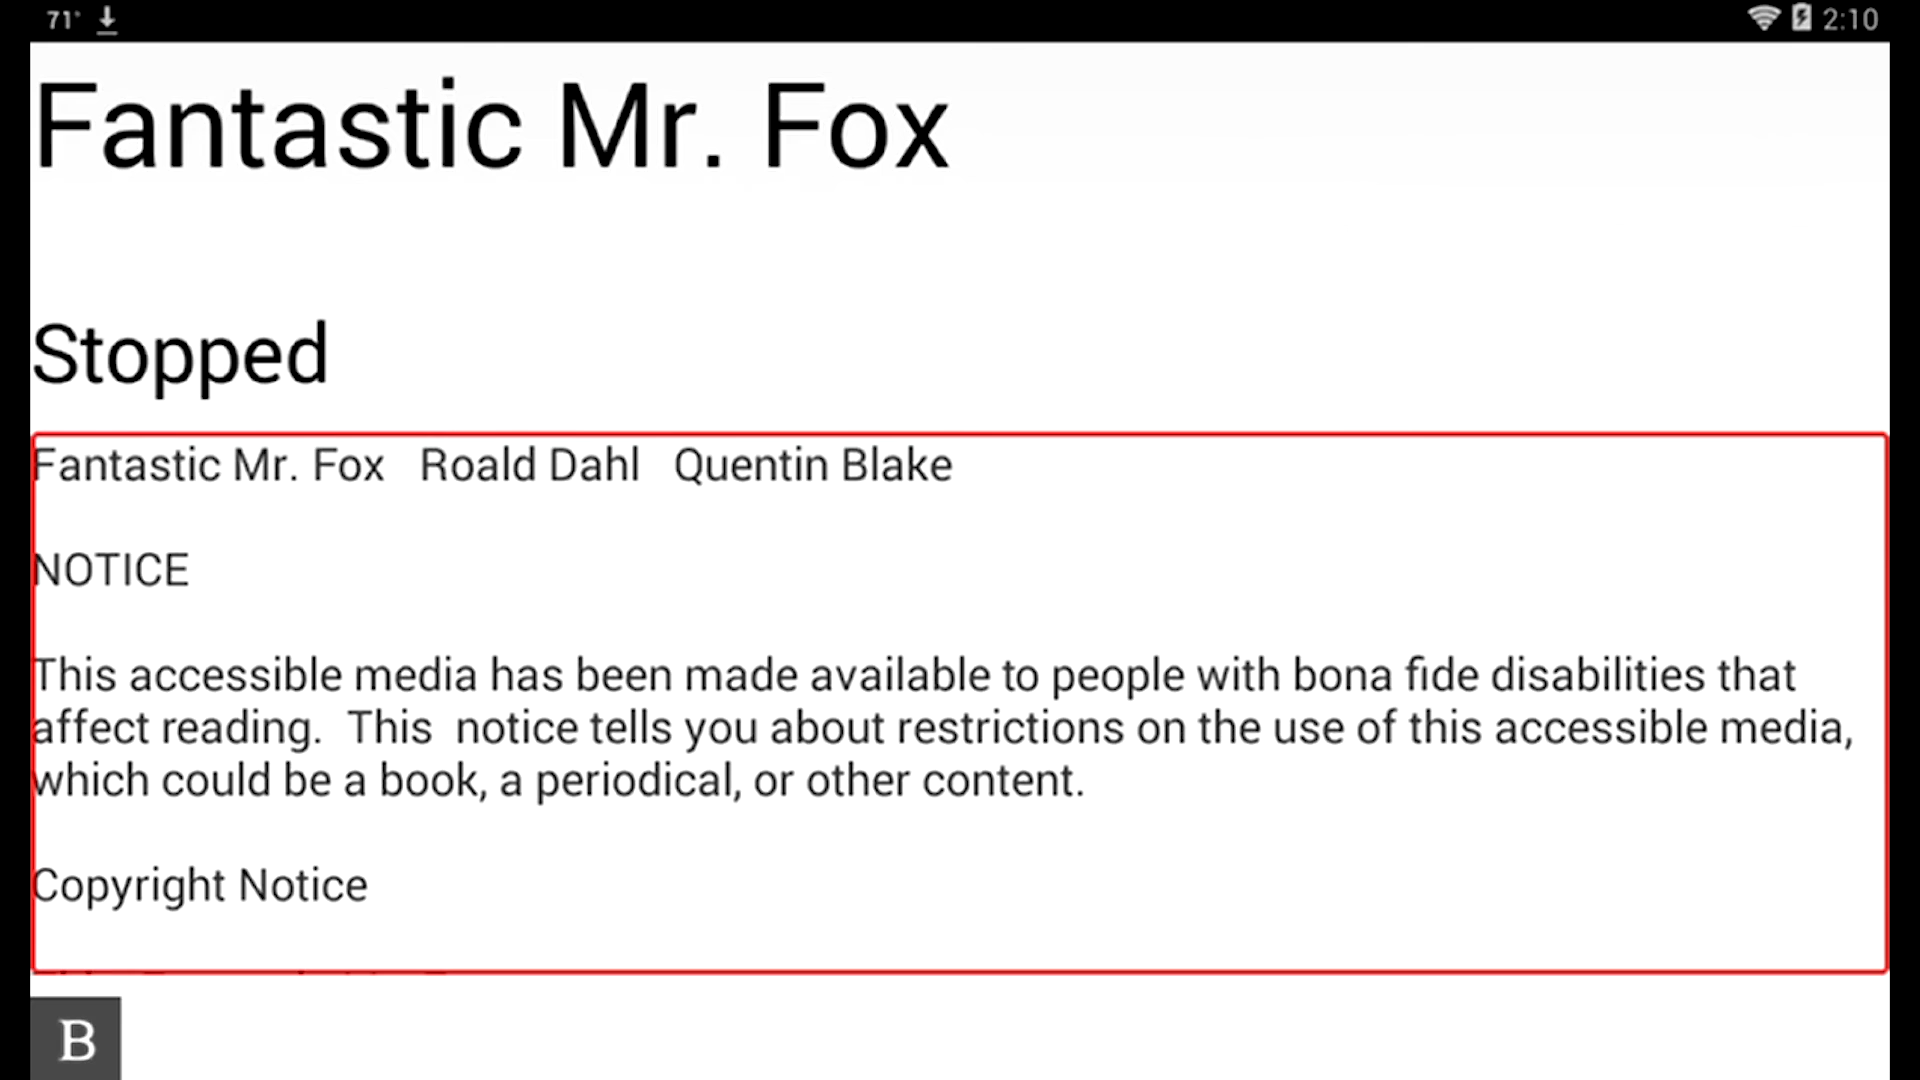 71°
2:10
Fantastic Mr. Fox
Stopped
Fantastic Mr. Fox   Roald Dahl   Quentin Blake
NOTICE
This accessible media has been made available to people with bona fide disabilities that
affect reading.  This  notice tells you about restrictions on the use of this accessible media,
which could be a book, a periodical, or other content.
Copyright Notice
B